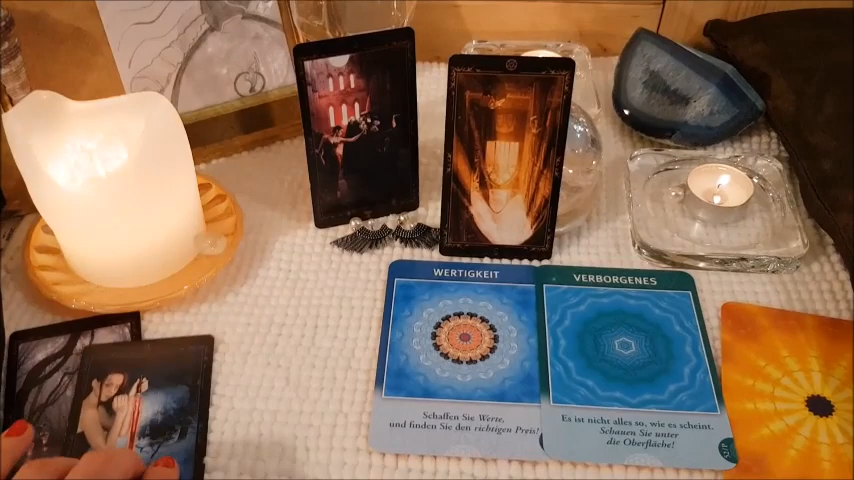 WERTIGKEIT
Schaffen Sie Werte,
und finden Sie den richtigen Preis!
VERBORGENES
Es ist nicht alles so, wie es scheint.
Schauen Sie unter
die Oberfläche!